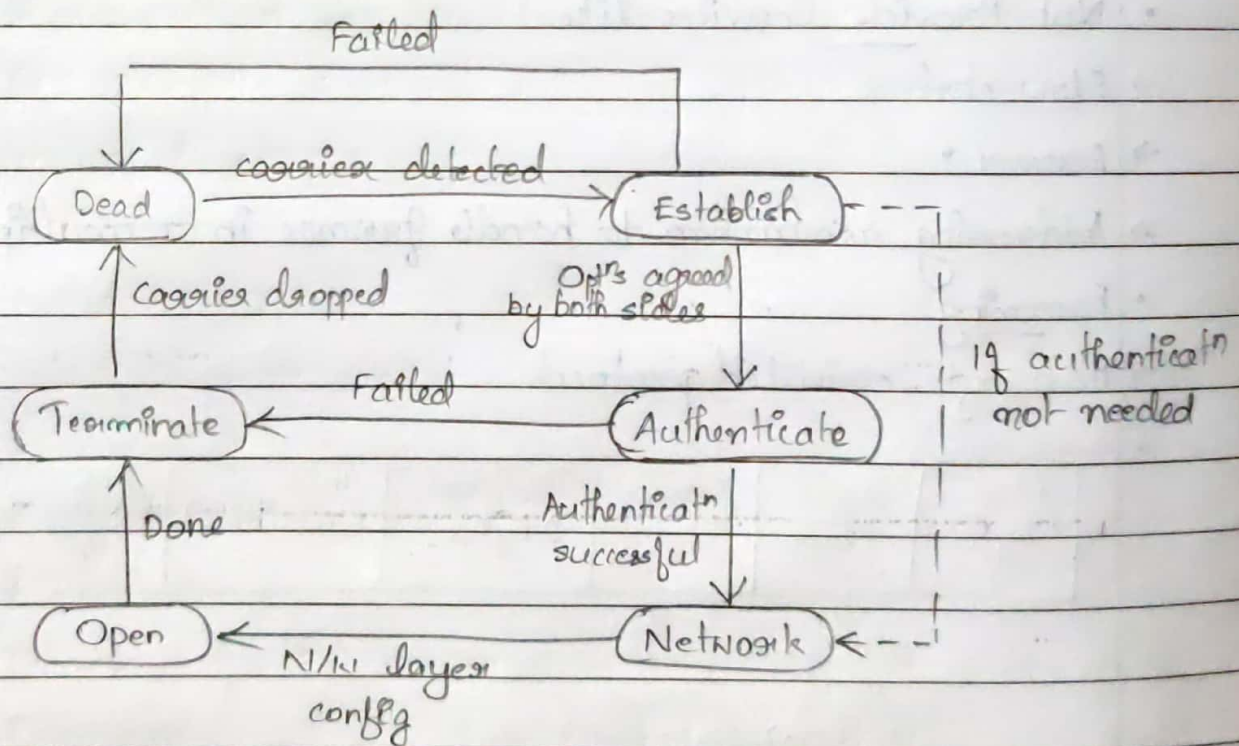 Failed
Dead
carrier detected
Establish
Carrier dropped
Optns agreed
by both sides
If authenticatn
not needed
Terminate
Failed
Authenticate
Done
Authenticatn
successful
Open
N/W layer
config
Network